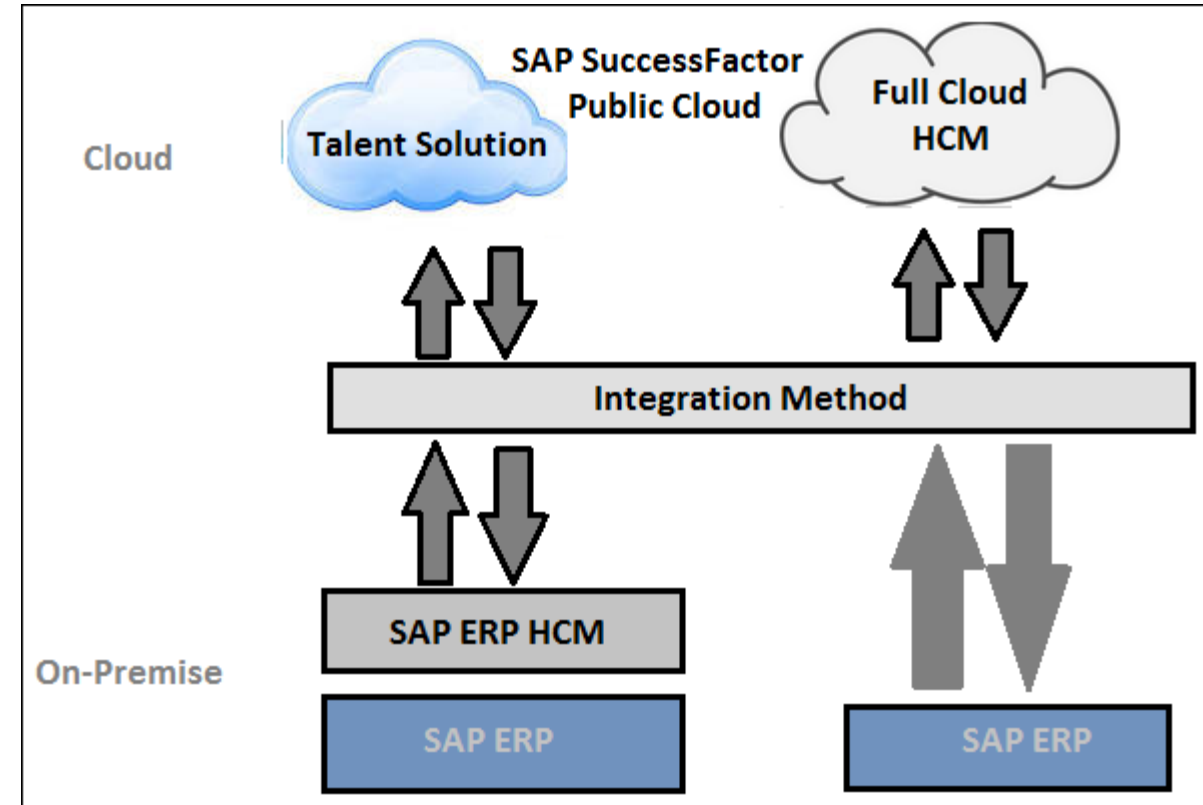 SAP SuccessFactor
Public Cloud
Talent Solution
Full Cloud
HCM
Cloud
Integration Method
SAP ERP HCM
On-Premise
SAP ERP
SAP ERP